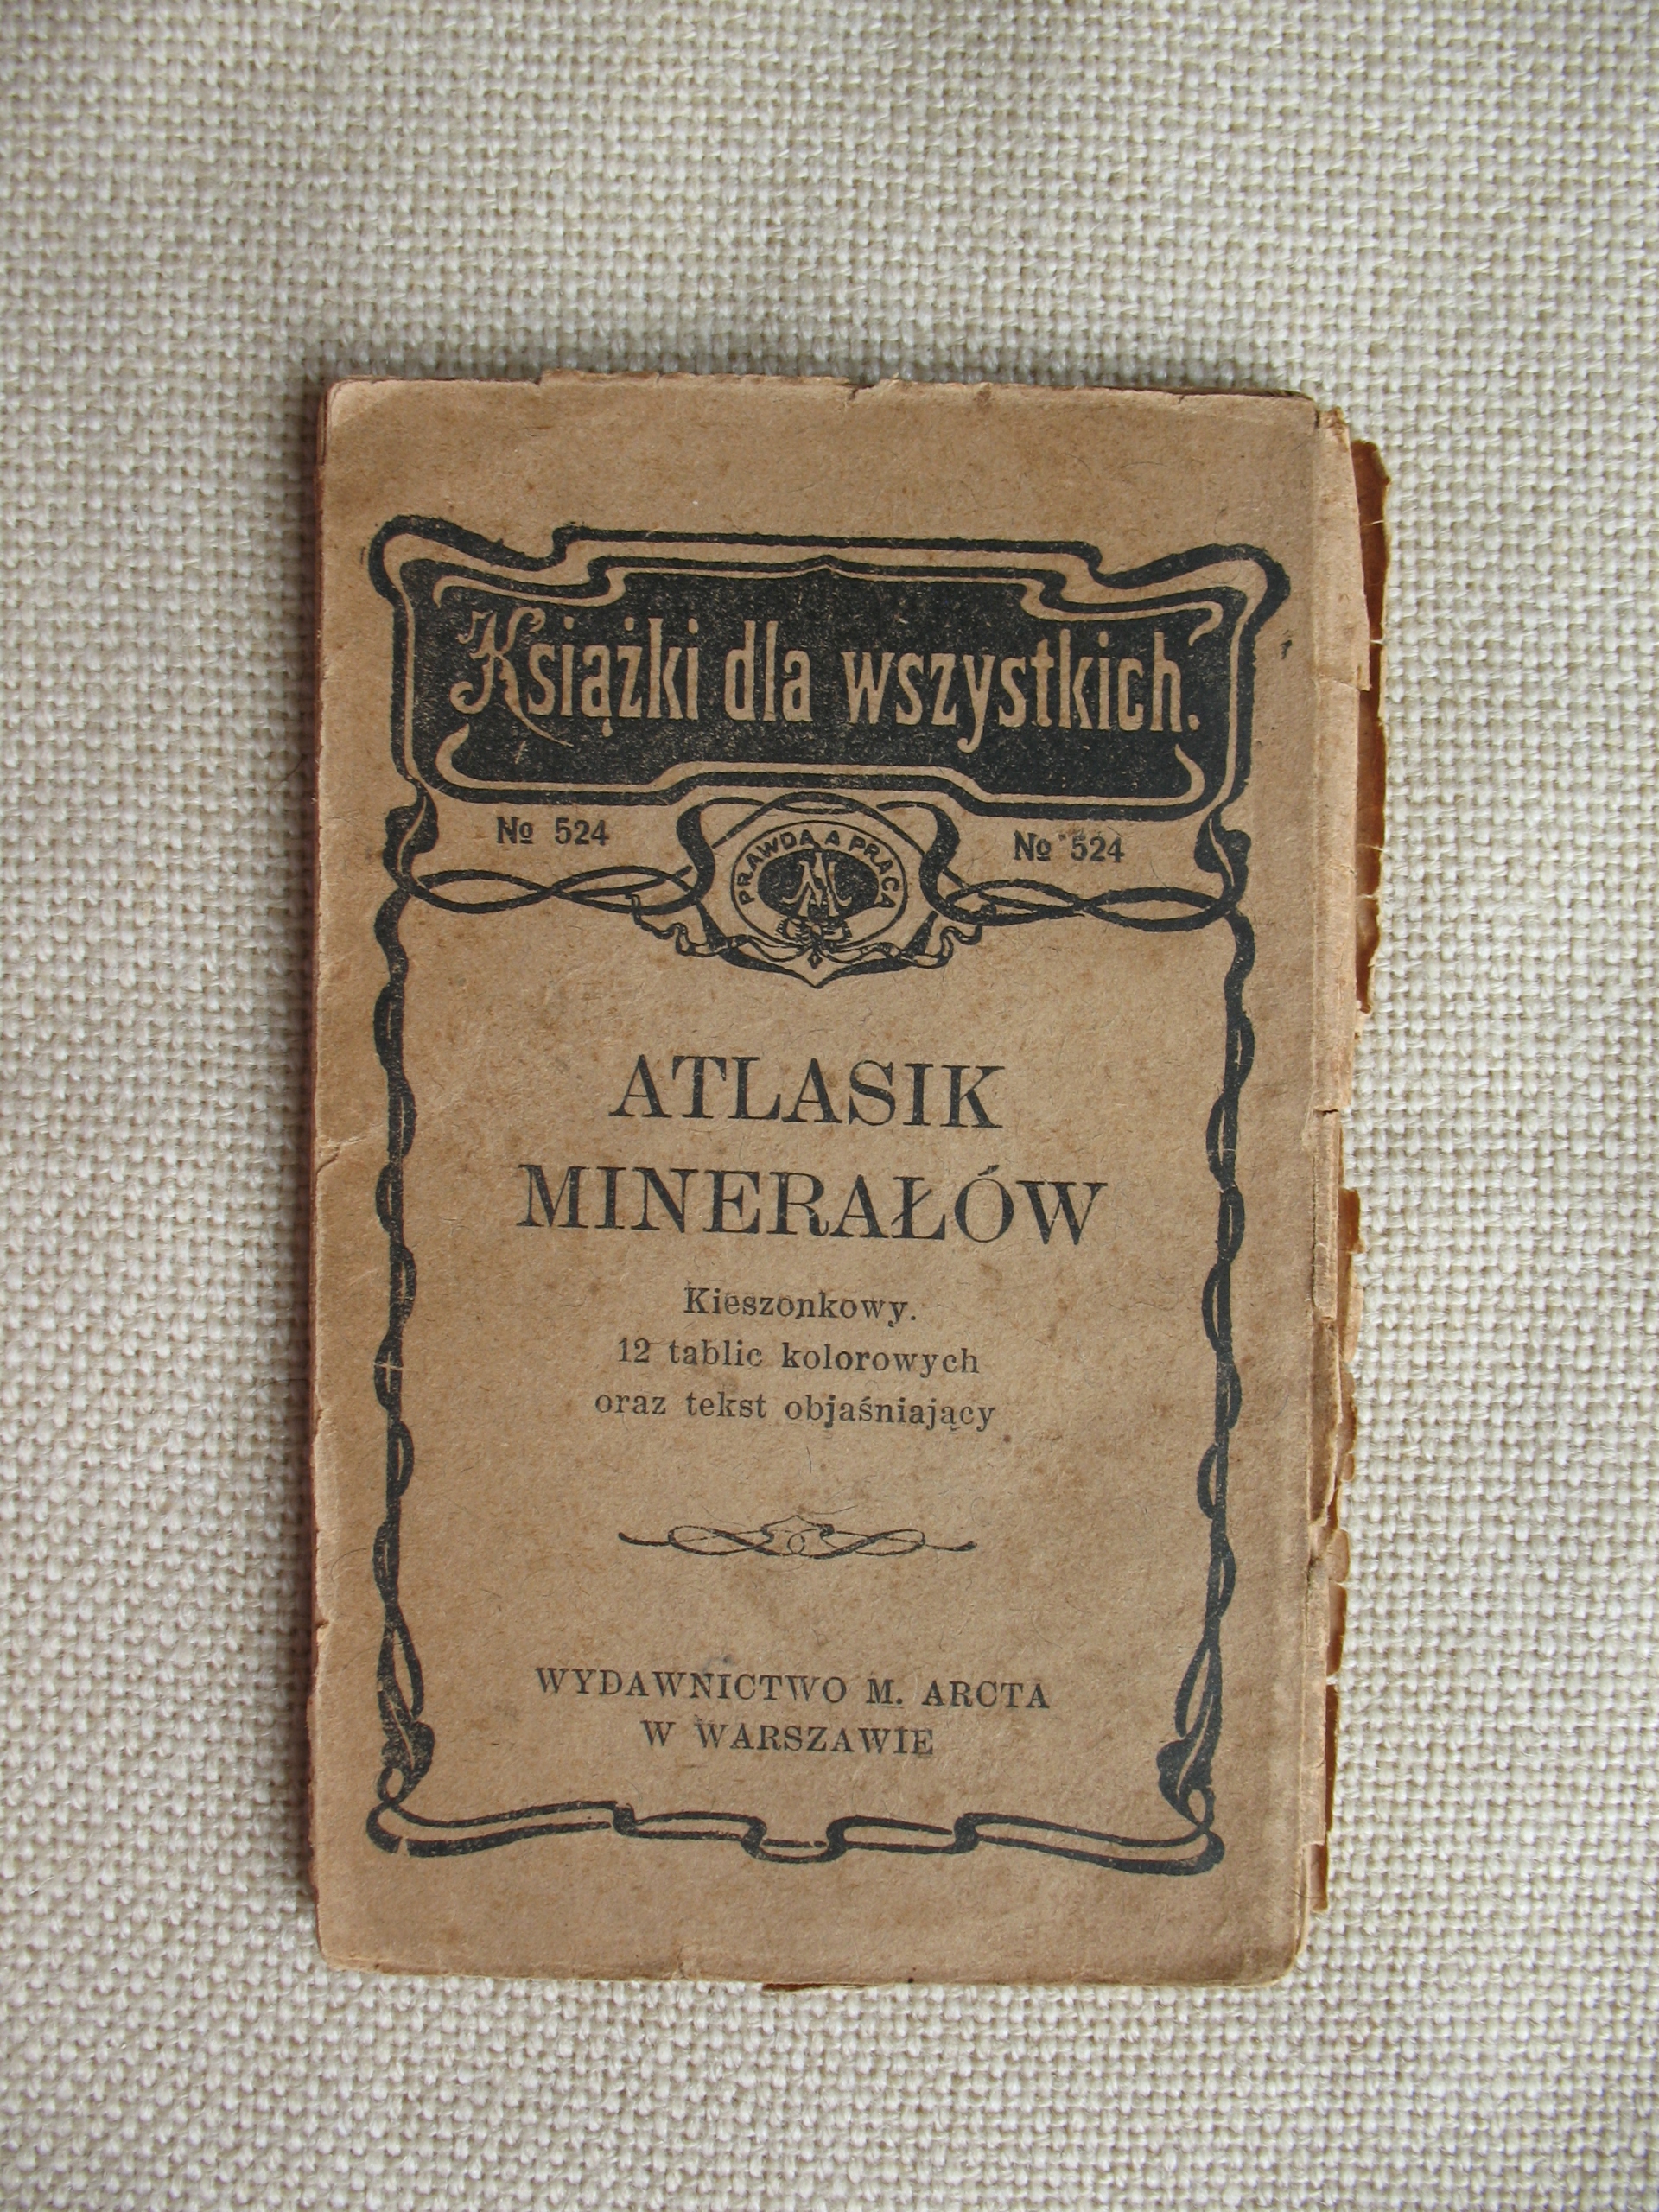 Książki dla wszystkich.
№ 524
№ 524
PRAWDA A PRACA
M
ATLASIK
MINERAŁÓW
Kieszonkowy.
12 tablic kolorowych
oraz tekst objaśniający
WYDAWNICTWO M. ARCTA
W WARSZAWIE